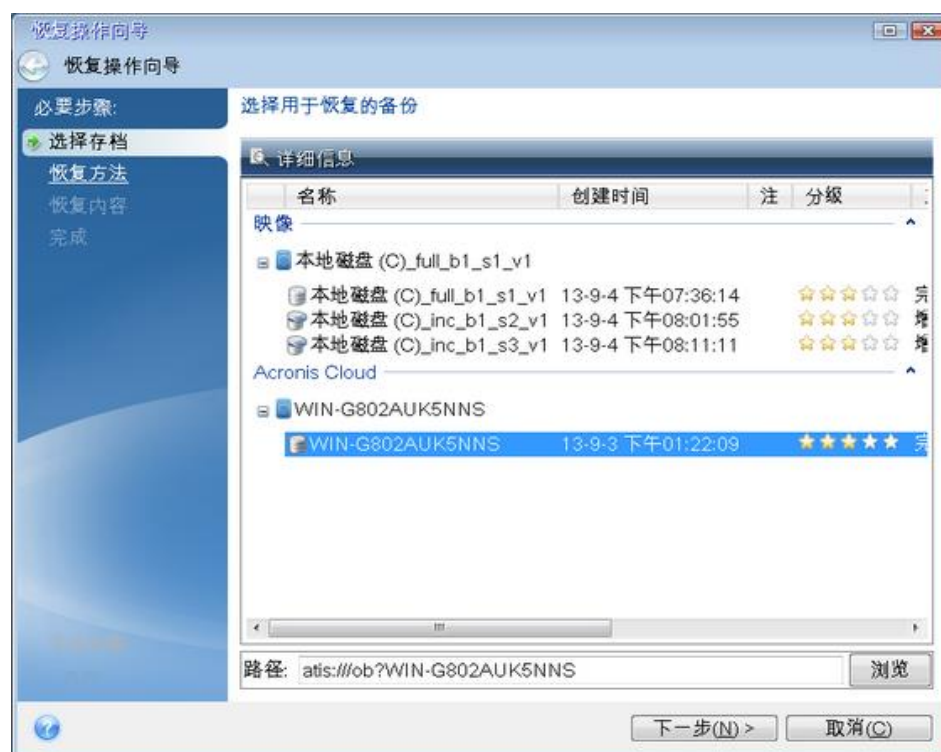 恢复操作向导
恢复操作向导
必要步骤:
选择存档
恢复方法
恢复内容
完成
选择用于恢复的备份
详细信息
名称 创建时间 注 分级
映像
本地磁盘 (C)_full_b1_s1_v1
本地磁盘 (C)_full_b1_s1_v1 13-9-4 下午07:36:14 完
本地磁盘 (C)_inc_b1_s2_v1 13-9-4 下午08:01:55 增
本地磁盘 (C)_inc_b1_s3_v1 13-9-4 下午08:11:11 增
Acronis Cloud
WIN-G802AUK5NNS
WIN-G802AUK5NNS 13-9-3 下午01:22:09 完
路径: atis:///ob?WIN-G802AUK5NNS 浏览
下一步(N) > 取消(C)